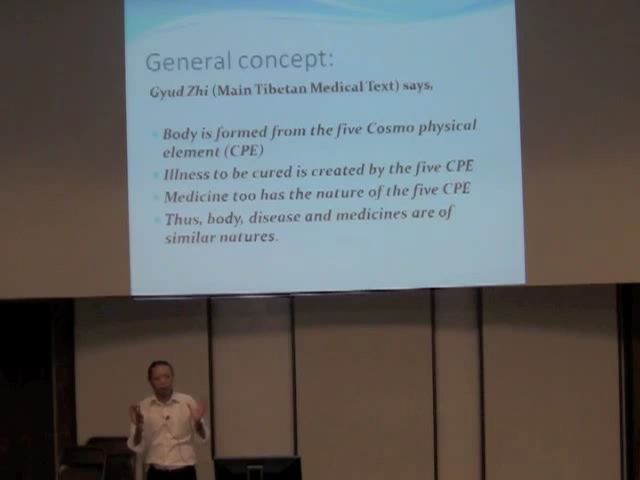 General concept:
Gyud Zhi (Main Tibetan Medical Text) says,
Body is formed from the five Cosmo physical
element (CPE)
Illness to be cured is created by the five CPE
Medicine too has the nature of the five CPE
Thus, body, disease and medicines are of
similar natures.